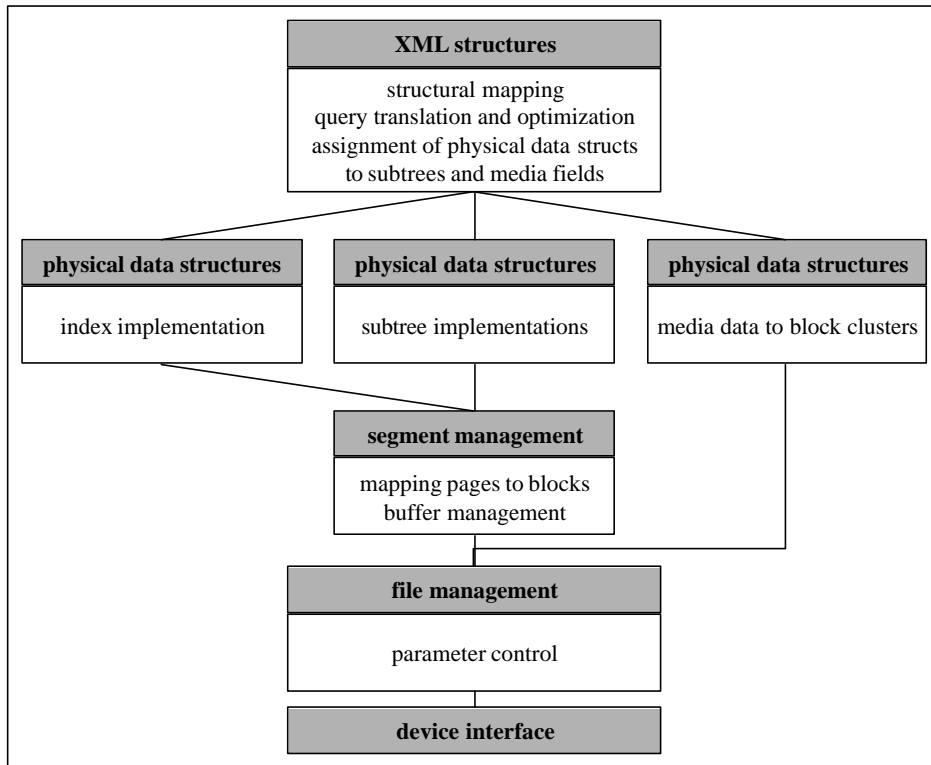 XML structures
structural mapping
query translation and optimization
assignment of physical data structs
to subtrees and media fields
physical data structures
index implementation
physical data structures
subtree implementations
physical data structures
media data to block clusters
segment management
mapping pages to blocks
buffer management
file management
parameter control
device interface